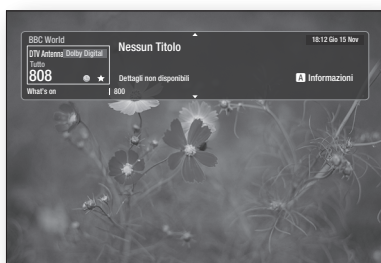 BBC World
18:12 Gio 15 Nov
DTV Antenna Dolby Digital
Nessun Titolo
Tutto
808
Dettagli non disponibili
A Informazioni
What's on
800